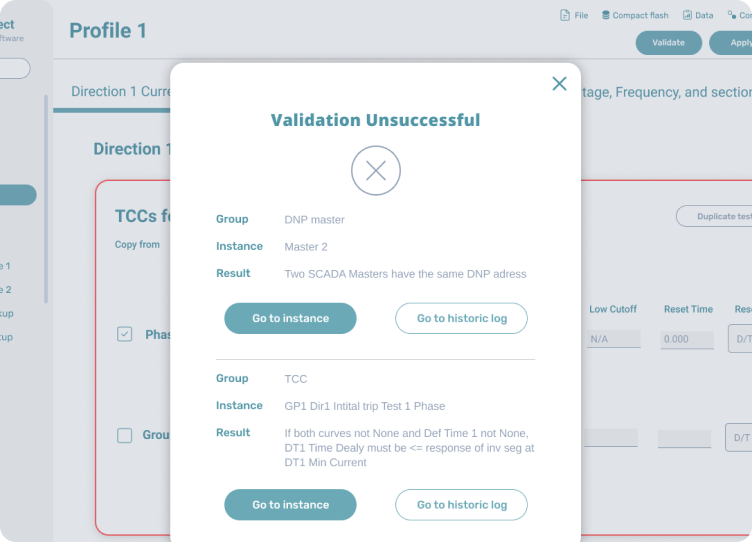 ect
oftware
Profile 1
File Compact flash Data Con
Validate Apply
Direction 1 Curre
tage, Frequency, and section
Direction 1
TCCs fo
Copy from
Duplicate test
e 1
e 2
kup
kup
Low Cutoff Reset Time Rese
Phas
N/A 0.000 D/T
Grou
D/T
Validation Unsuccessful
Group DNP master
Instance Master 2
Result Two SCADA Masters have the same DNP adress
Go to instance Go to historic log
Group TCC
Instance GP1 Dir1 Intital trip Test 1 Phase
Result If both curves not None and Def Time 1 not None,
DT1 Time Dealy must be <= response of inv seg at
DT1 Min Current
Go to instance Go to historic log